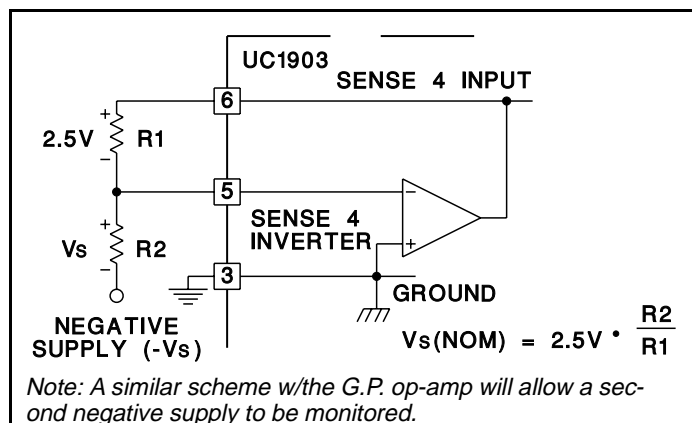 UC1903
SENSE 4 INPUT
6
+
2.5V R1
−
5
−
+
SENSE 4
INVERTER
Vs R2
−
+
3
GROUND
NEGATIVE
SUPPLY (-Vs)
Vs(NOM) = 2.5V • R2
R1
Note: A similar scheme w/the G.P. op-amp will allow a sec-
ond negative supply to be monitored.